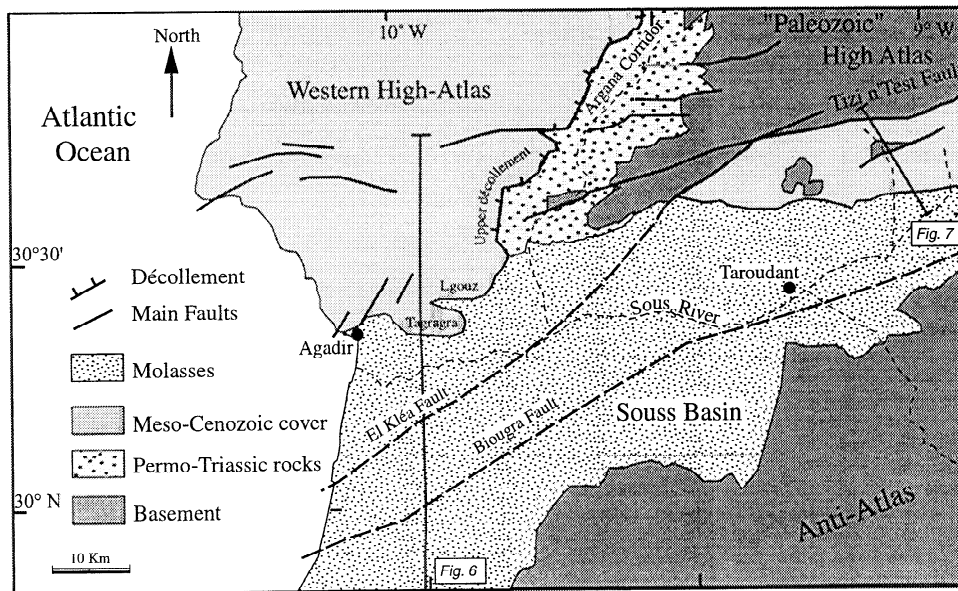 10° W
9° W
North
"Paleozoic"
High Atlas
Argana Corridor
Tizi n'Test Fault
Western High-Atlas
Atlantic
Ocean
Upper décollement
Fig. 7
30°30'
Décollement
Main Faults
Lgouz
Tagragra
Taroudant
Sous River
Agadir
Molasses
El Kléa Fault
Biougra Fault
Souss Basin
Meso-Cenozoic cover
Permo-Triassic rocks
30° N
Basement
Anti-Atlas
10 Km
Fig. 6